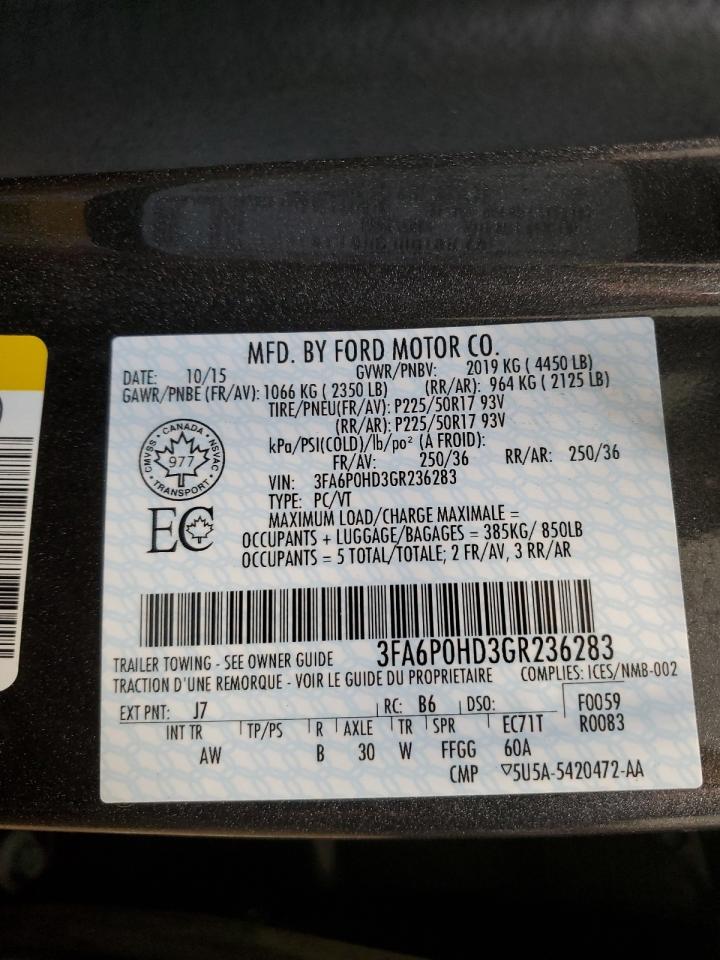 MFD. BY FORD MOTOR CO.
DATE: 10/15 GVWR/PNBV: 2019 KG ( 4450 LB)
GAWR/PNBE (FR/AV): 1066 KG ( 2350 LB) (RR/AR): 964 KG ( 2125 LB)
TIRE/PNEU(FR/AV): P225/50R17 93V
(RR/AR): P225/50R17 93V
kPa/PSI(COLD)/lb/po² (À FROID):
FR/AV: 250/36 RR/AR: 250/36
VIN: 3FA6P0HD3GR236283
TYPE: PC/VT
CANADA
CMVSS 977 NSVAC
TRANSPORT
EC
MAXIMUM LOAD/CHARGE MAXIMALE =
OCCUPANTS + LUGGAGE/BAGAGES = 385KG/ 850LB
OCCUPANTS = 5 TOTAL/TOTALE; 2 FR/AV, 3 RR/AR
3FA6P0HD3GR236283
TRAILER TOWING - SEE OWNER GUIDE
TRACTION D'UNE REMORQUE - VOIR LE GUIDE DU PROPRIETAIRE COMPLIES: ICES/NMB-002
EXT PNT: J7 RC: B6 DSO: F0059
INT TR TP/PS R AXLE TR SPR EC71T R0083
AW B 30 W FFGG 60A
CMP ▽5U5A-5420472-AA